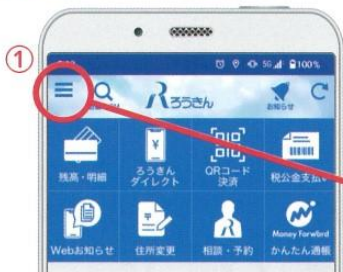 ①
5G 100%
ろうきん
お知らせ
残高・明細
ろうきん
ダイレクト
QRコード
決済
税公金支払い
Webお知らせ
住所変更
相談・予約
Money Forward
かんたん通帳